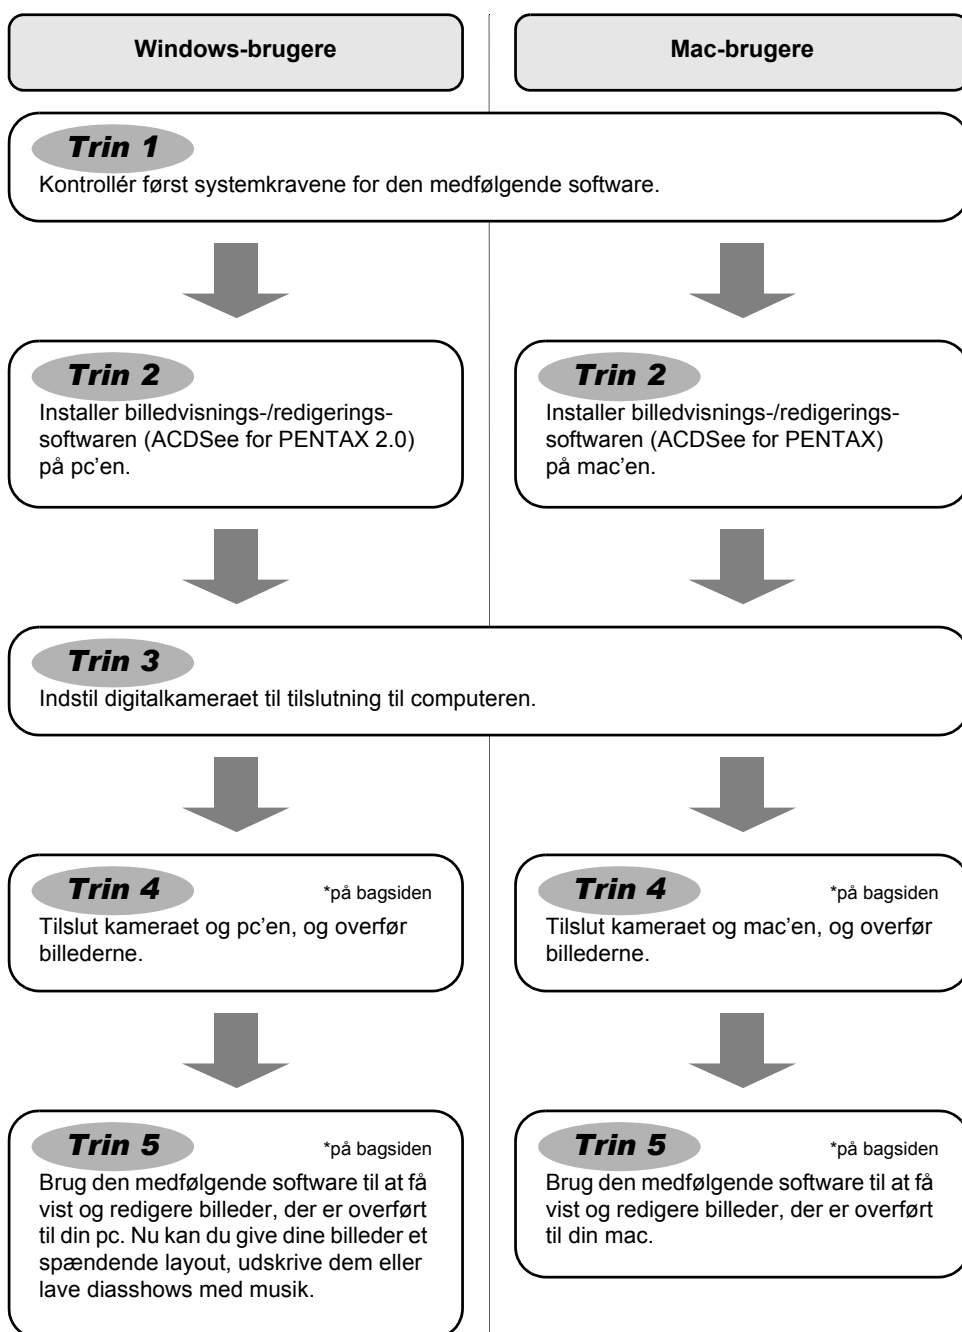 Windows-brugere
Mac-brugere
Trin 1
Kontrollér først systemkravene for den medfølgende software.
Trin 2
Installer billedvisnings-/redigerings-
softwaren (ACDSee for PENTAX 2.0)
på pc’en.
Trin 2
Installer billedvisnings-/redigerings-
softwaren (ACDSee for PENTAX)
på mac’en.
Trin 3
Indstil digitalkameraet til tilslutning til computeren.
Trin 4
*på bagsiden
Tilslut kameraet og pc’en, og overfør
billederne.
Trin 4
*på bagsiden
Tilslut kameraet og mac’en, og overfør
billederne.
Trin 5
*på bagsiden
Brug den medfølgende software til at få
vist og redigere billeder, der er overført
til din pc. Nu kan du give dine billeder et
spændende layout, udskrive dem eller
lave diasshows med musik.
Trin 5
*på bagsiden
Brug den medfølgende software til at få
vist og redigere billeder, der er overført
til din mac.